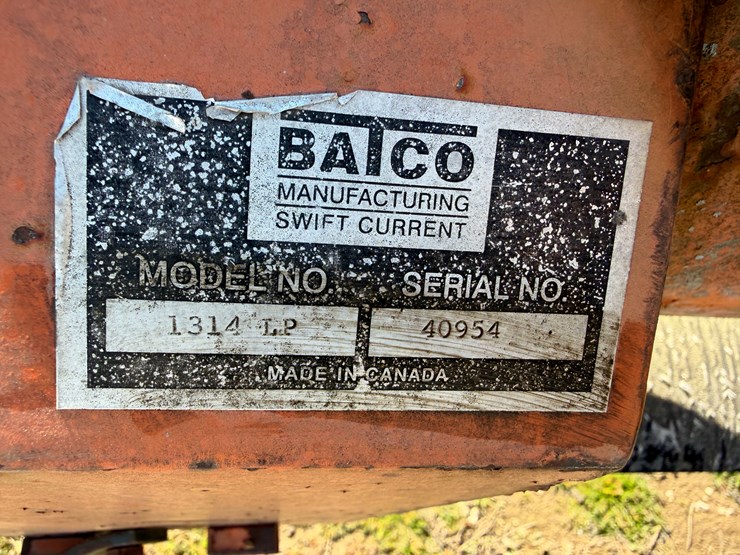 BATCO
MANUFACTURING
SWIFT CURRENT
MODEL NO. SERIAL NO.
1314 LP 40954
MADE IN CANADA